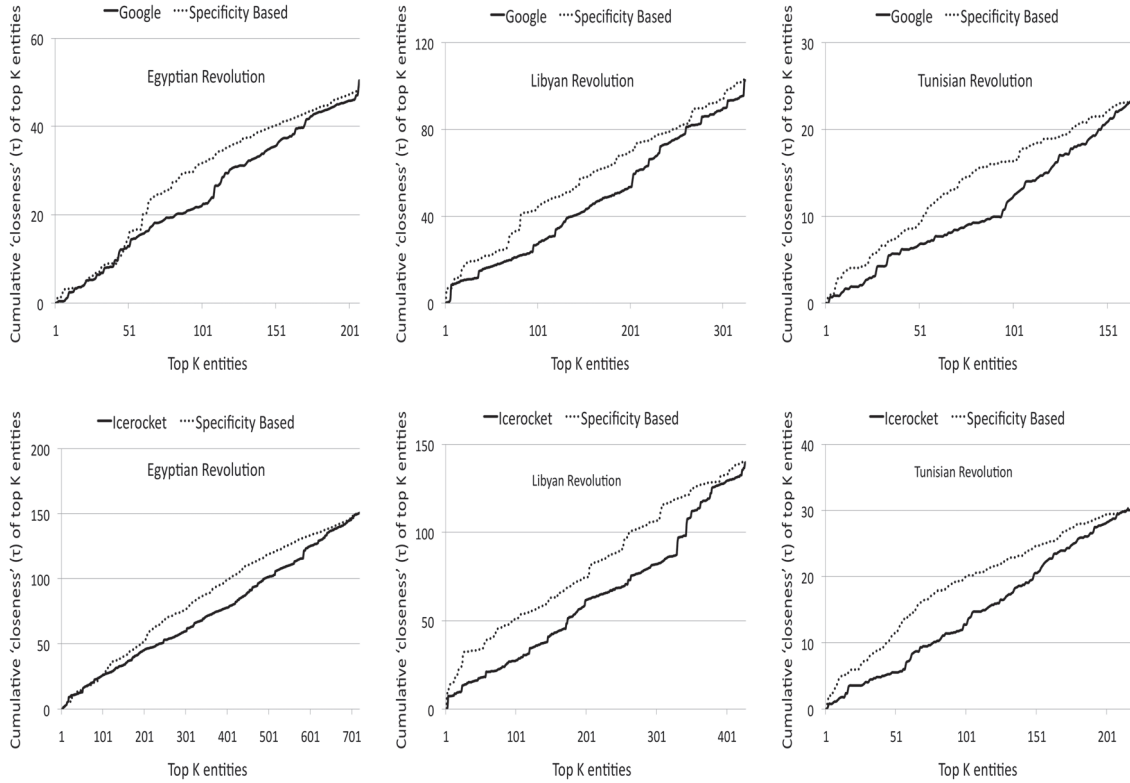 Google Specificity Based
Cumulative 'closeness' (τ) of top K entities
60
40
20
0
Egyptian Revolution
1 51 101 151 201
Top K entities
Google Specificity Based
Cumulative 'closeness' (τ) of top K entities
120
80
40
0
Libyan Revolution
1 101 201 301
Top K entities
Google Specificity Based
Cumulative 'closeness' (τ) of top K entities
30
20
10
0
Tunisian Revolution
1 51 101 151
Top K entities
Icerocket Specificity Based
Cumulative 'closeness' (τ) of top K entities
200
150
100
50
0
Egyptian Revolution
1 101 201 301 401 501 601 701
Top K entities
Icerocket Specificity Based
Cumulative 'closeness' (τ) of top K entities
150
100
50
0
Libyan Revolution
1 101 201 301 401
Top K entities
Icerocket Specificity Based
Cumulative 'closeness' (τ) of top K entities
40
30
20
10
0
Tunisian Revolution
1 51 101 151 201
Top K entities